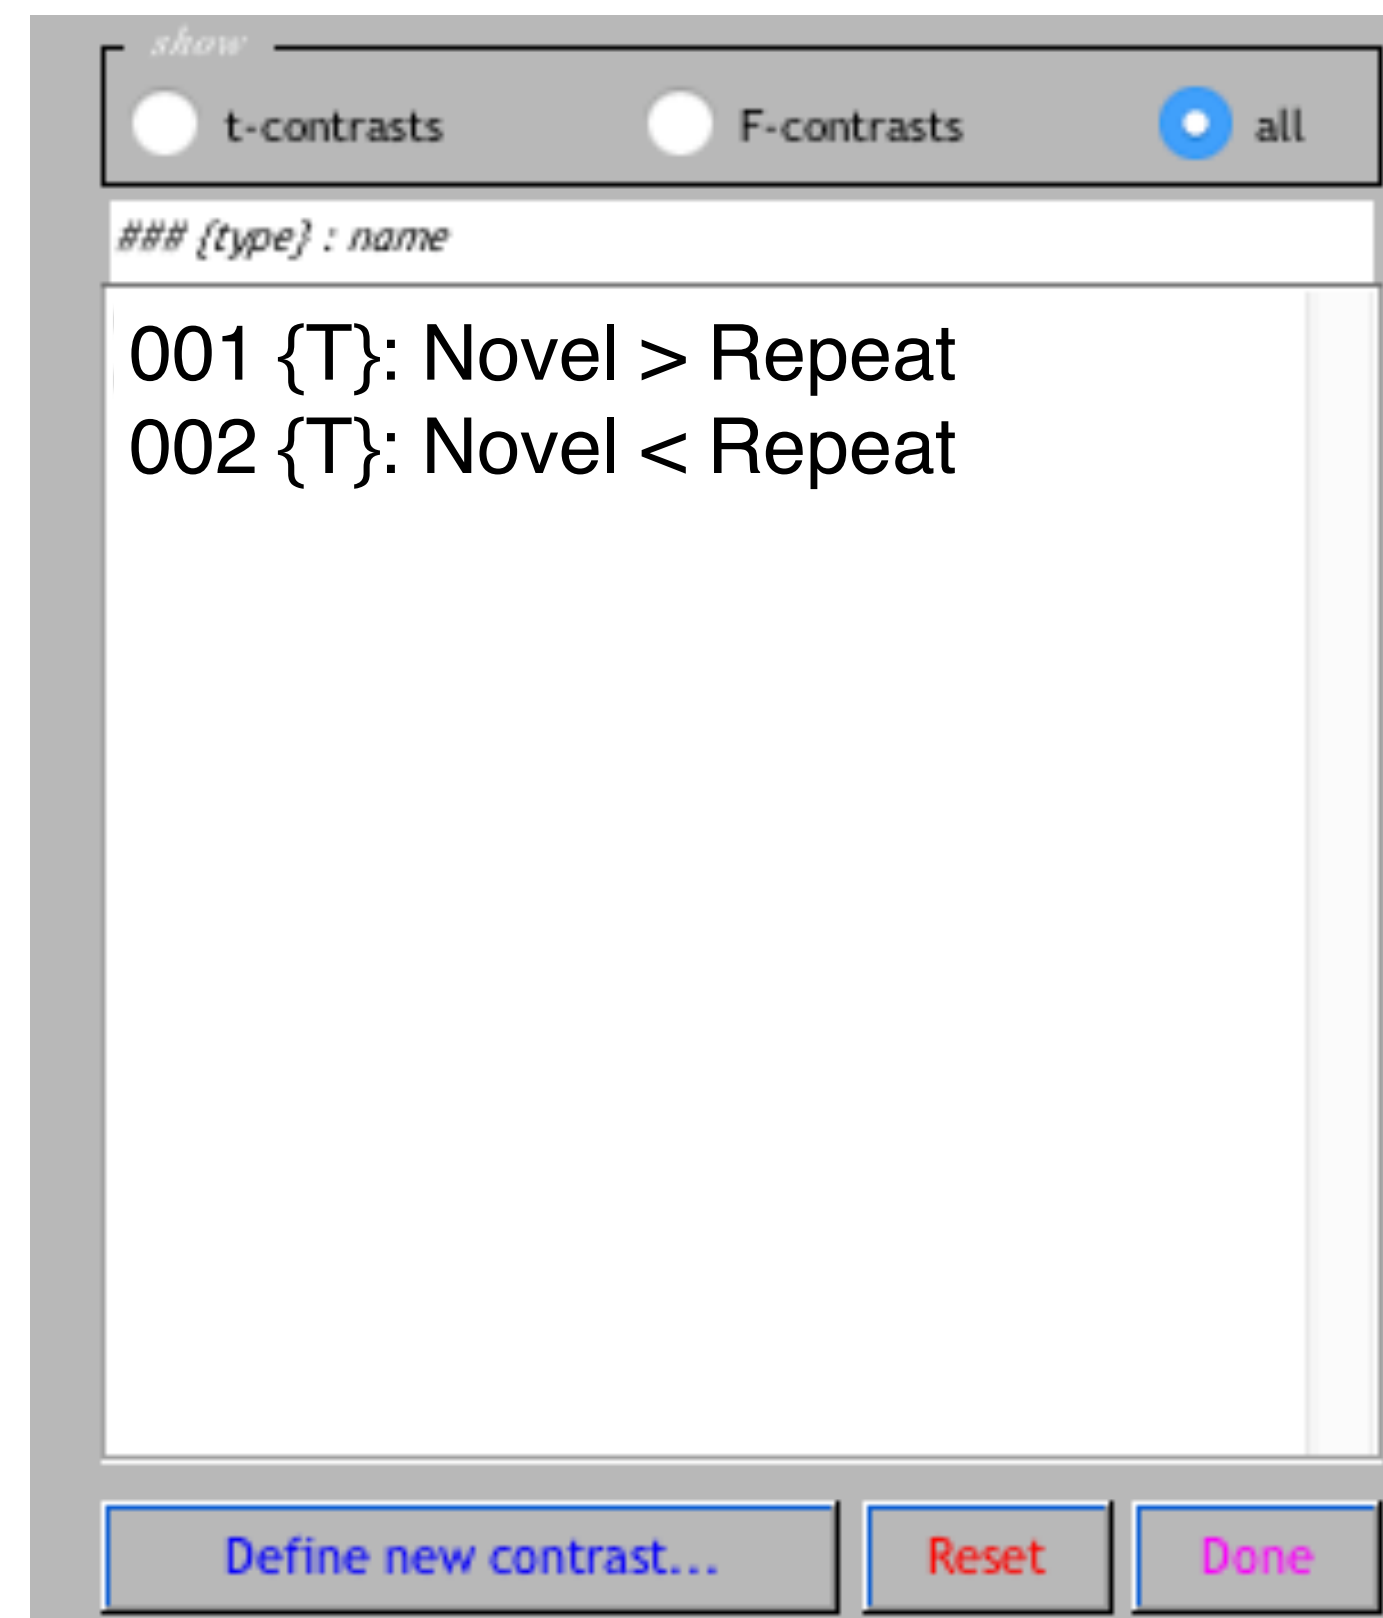 show
t-contrasts F-contrasts all
### {type} : name
001 {T}: Novel > Repeat
002 {T}: Novel < Repeat
Define new contrast... Reset Done